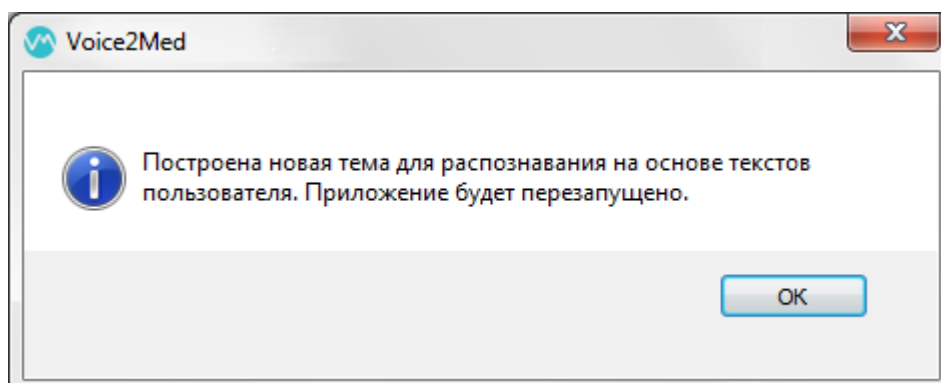 Voice2Med
Построена новая тема для распознавания на основе текстов
пользователя. Приложение будет перезапущено.
OK